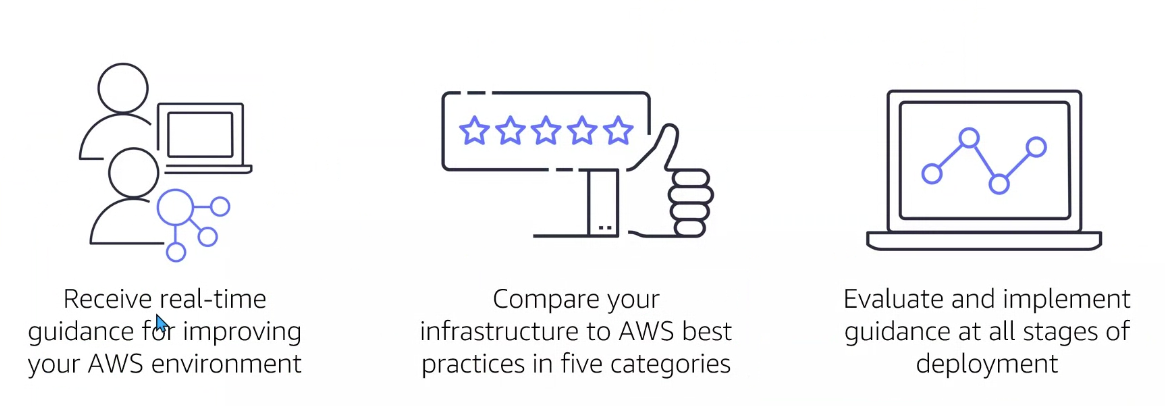 Receive real-time
guidance for improving
your AWS environment
Compare your
infrastructure to AWS best
practices in five categories
Evaluate and implement
guidance at all stages of
deployment